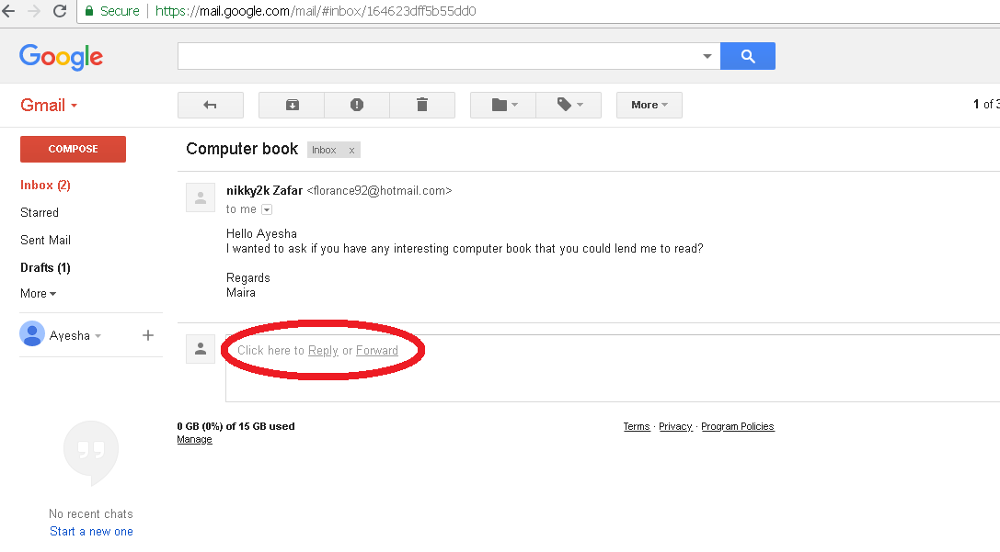 Secure | https://mail.google.com/mail/#inbox/164623dff5b55dd0
Google
Gmail
More
1 of 3
COMPOSE
Computer book Inbox x
Inbox (2)
nikky2k Zafar <florance92@hotmail.com>
Starred
to me
Hello Ayesha
Sent Mail
I wanted to ask if you have any interesting computer book that you could lend me to read?
Drafts (1)
Regards
More
Maira
Ayesha +
Click here to Reply or Forward
0 GB (0%) of 15 GB used
Terms · Privacy · Program Policies
Manage
No recent chats
Start a new one